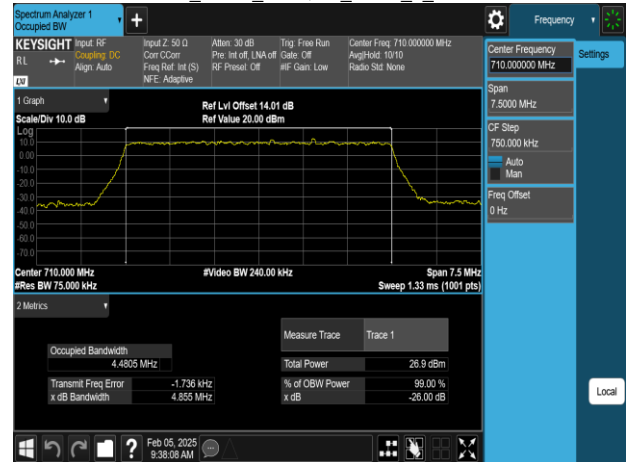 Spectrum Analyzer 1
Occupied BW
+
Frequency
KEYSIGHT
RL
LXI
Input: RF
Coupling: DC
Align: Auto
Input Z: 50 Ω
Corr CCorr
Freq Ref: Int (S)
NFE: Adaptive
Atten: 30 dB
Pre: Int off, LNA off
RF Preset: Off
Trig: Free Run
Gate: Off
#IF Gain: Low
Center Freq: 710.000000 MHz
Avg|Hold: 10/10
Radio Std: None
Center Frequency
710.000000 MHz
Settings
Span
7.5000 MHz
CF Step
750.000 kHz
Auto
Man
Freq Offset
0 Hz
Local
1 Graph
Scale/Div 10.0 dB
Ref Lvl Offset 14.01 dB
Ref Value 20.00 dBm
Log
10.0
0.00
-10.0
-20.0
-30.0
-40.0
-50.0
-60.0
-70.0
Center 710.000 MHz
#Video BW 240.00 kHz
Span 7.5 MHz
#Res BW 75.000 kHz
Sweep 1.33 ms (1001 pts)
2 Metrics
Measure Trace
Trace 1
Occupied Bandwidth
4.4805 MHz
Total Power
26.9 dBm
Transmit Freq Error
-1.736 kHz
% of OBW Power
99.00 %
x dB Bandwidth
4.855 MHz
x dB
-26.00 dB
?
Feb 05, 2025
9:38:08 AM